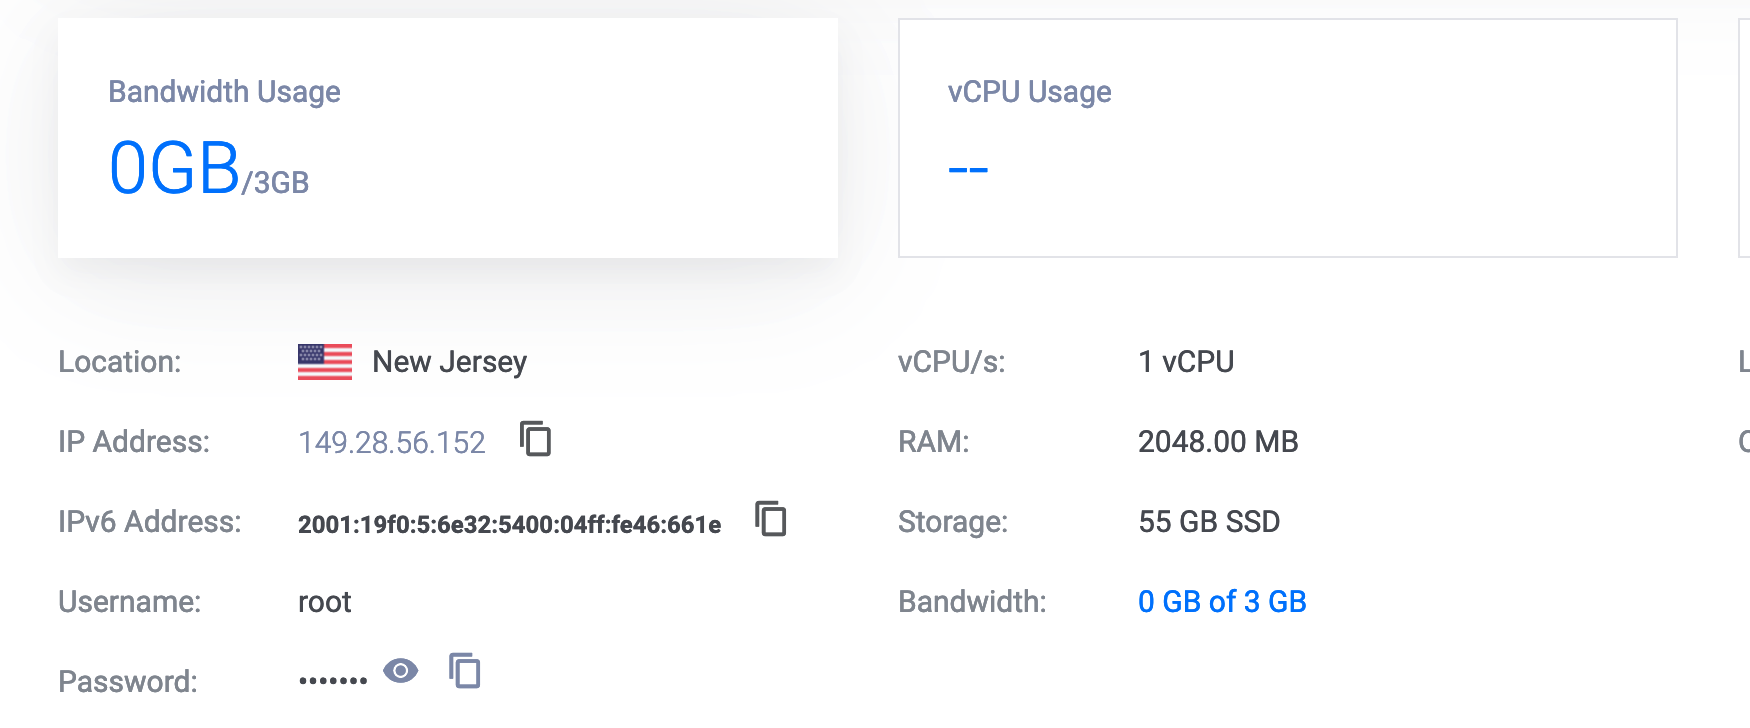 Bandwidth Usage
0GB/3GB
vCPU Usage
--
Location: New Jersey
IP Address: 149.28.56.152
IPv6 Address: 2001:19f0:5:6e32:5400:04ff:fe46:661e
Username: root
Password: •••••••
vCPU/s: 1 vCPU
RAM: 2048.00 MB
Storage: 55 GB SSD
Bandwidth: 0 GB of 3 GB